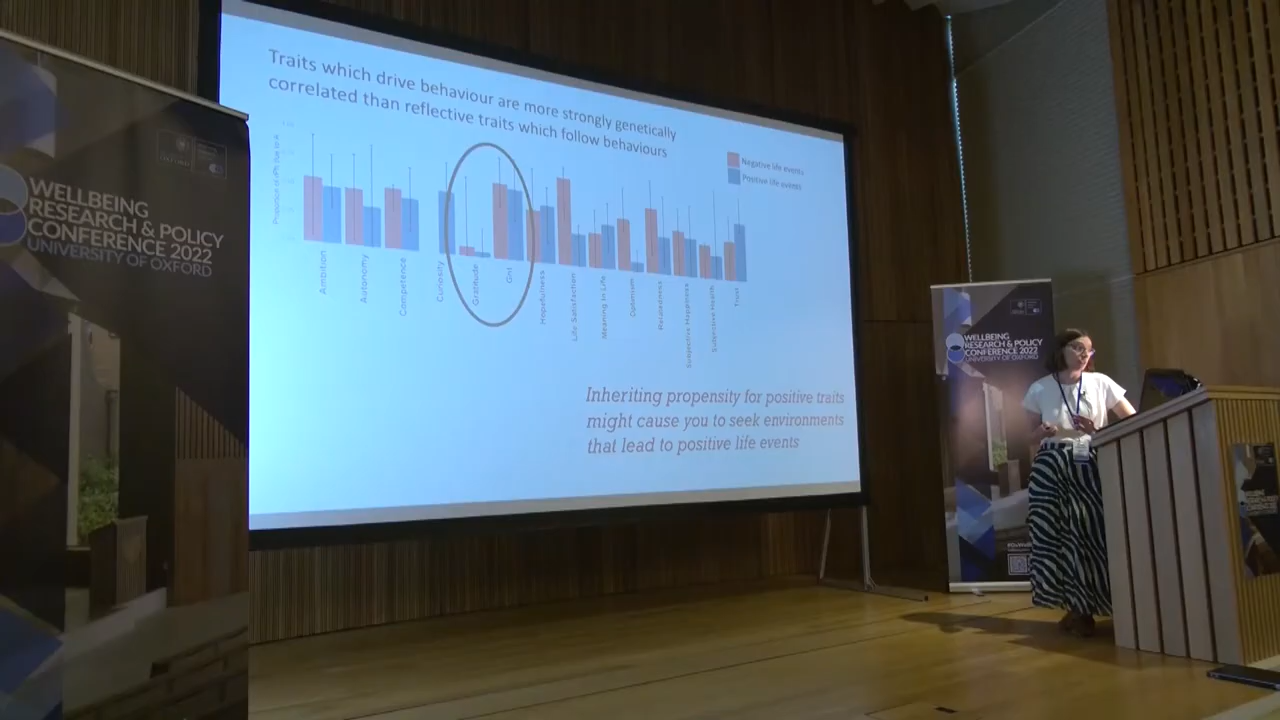 Traits which drive behaviour are more strongly genetically
correlated than reflective traits which follow behaviours
Negative life events
Positive life events
Ambition
Autonomy
Competence
Curiosity
Gratitude
Grit
Hopefulness
Life Satisfaction
Meaning in Life
Optimism
Relatedness
Subjective Happiness
Subjective Health
Trust
Inheriting propensity for positive traits
might cause you to seek environments
that lead to positive life events
WELLBEING
RESEARCH & POLICY
CONFERENCE 2022
UNIVERSITY OF OXFORD
WELLBEING
RESEARCH & POLICY
CONFERENCE 2022
UNIVERSITY OF OXFORD